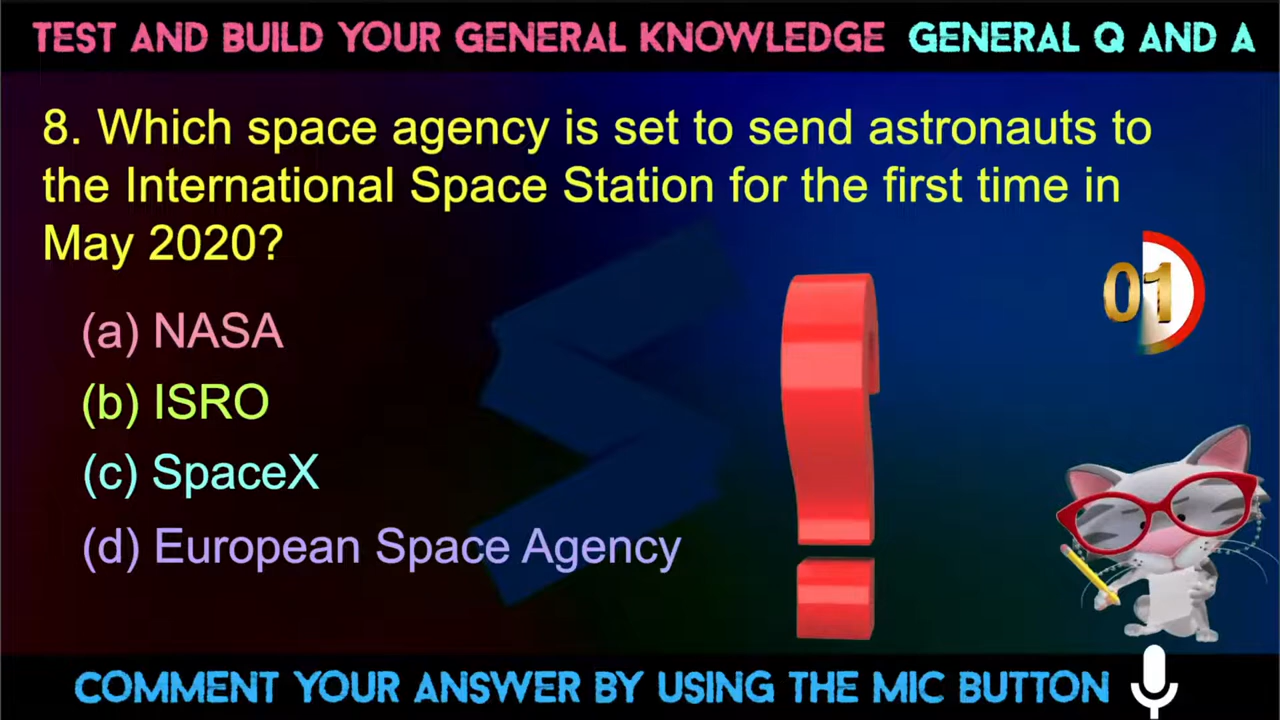 TEST AND BUILD YOUR GENERAL KNOWLEDGE GENERAL Q AND A
8. Which space agency is set to send astronauts to
the International Space Station for the first time in
May 2020?
01
(a) NASA
(b) ISRO
(c) SpaceX
(d) European Space Agency
COMMENT YOUR ANSWER BY USING THE MIC BUTTON